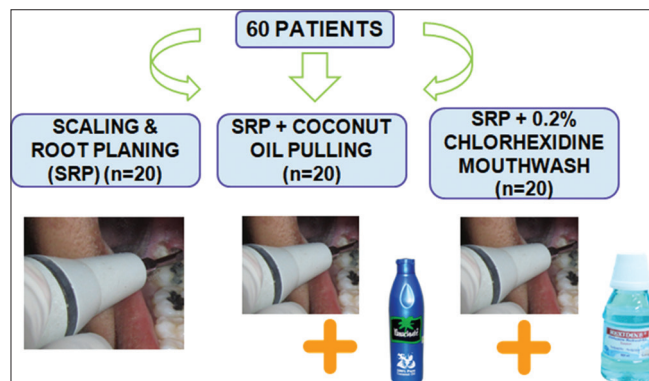 60 PATIENTS
SCALING &
ROOT PLANING
(SRP) (n=20)
SRP + COCONUT
OIL PULLING
(n=20)
SRP + 0.2%
CHLORHEXIDINE
MOUTHWASH
(n=20)